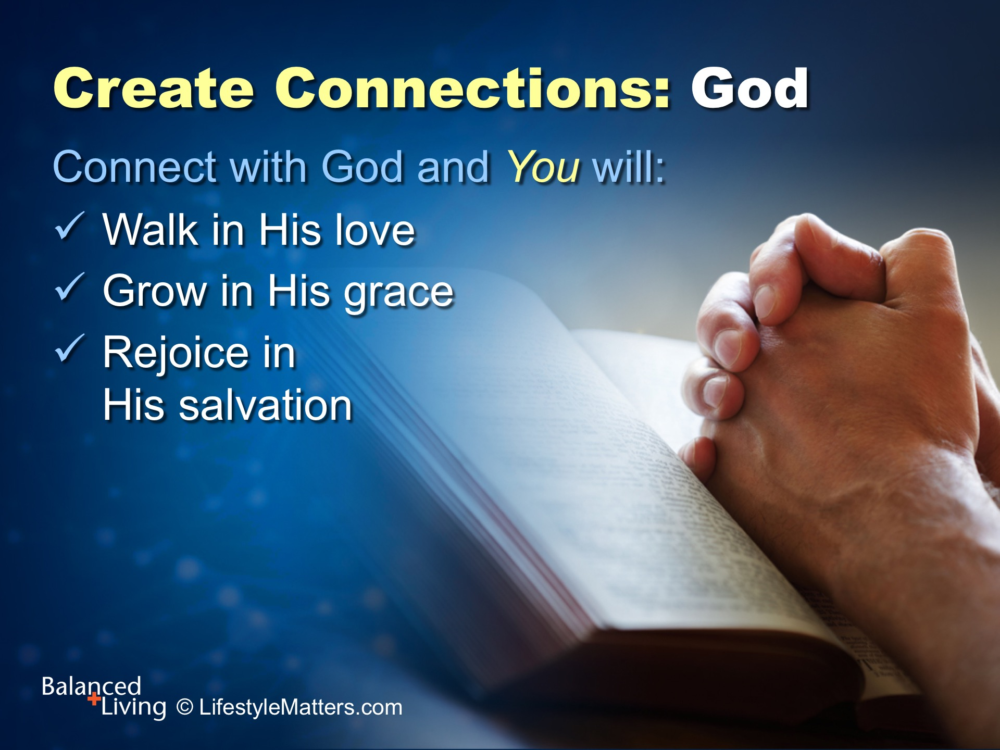 Create Connections: God
Connect with God and You will:
✓ Walk in His love
✓ Grow in His grace
✓ Rejoice in
His salvation
Balanced
+Living © LifestyleMatters.com